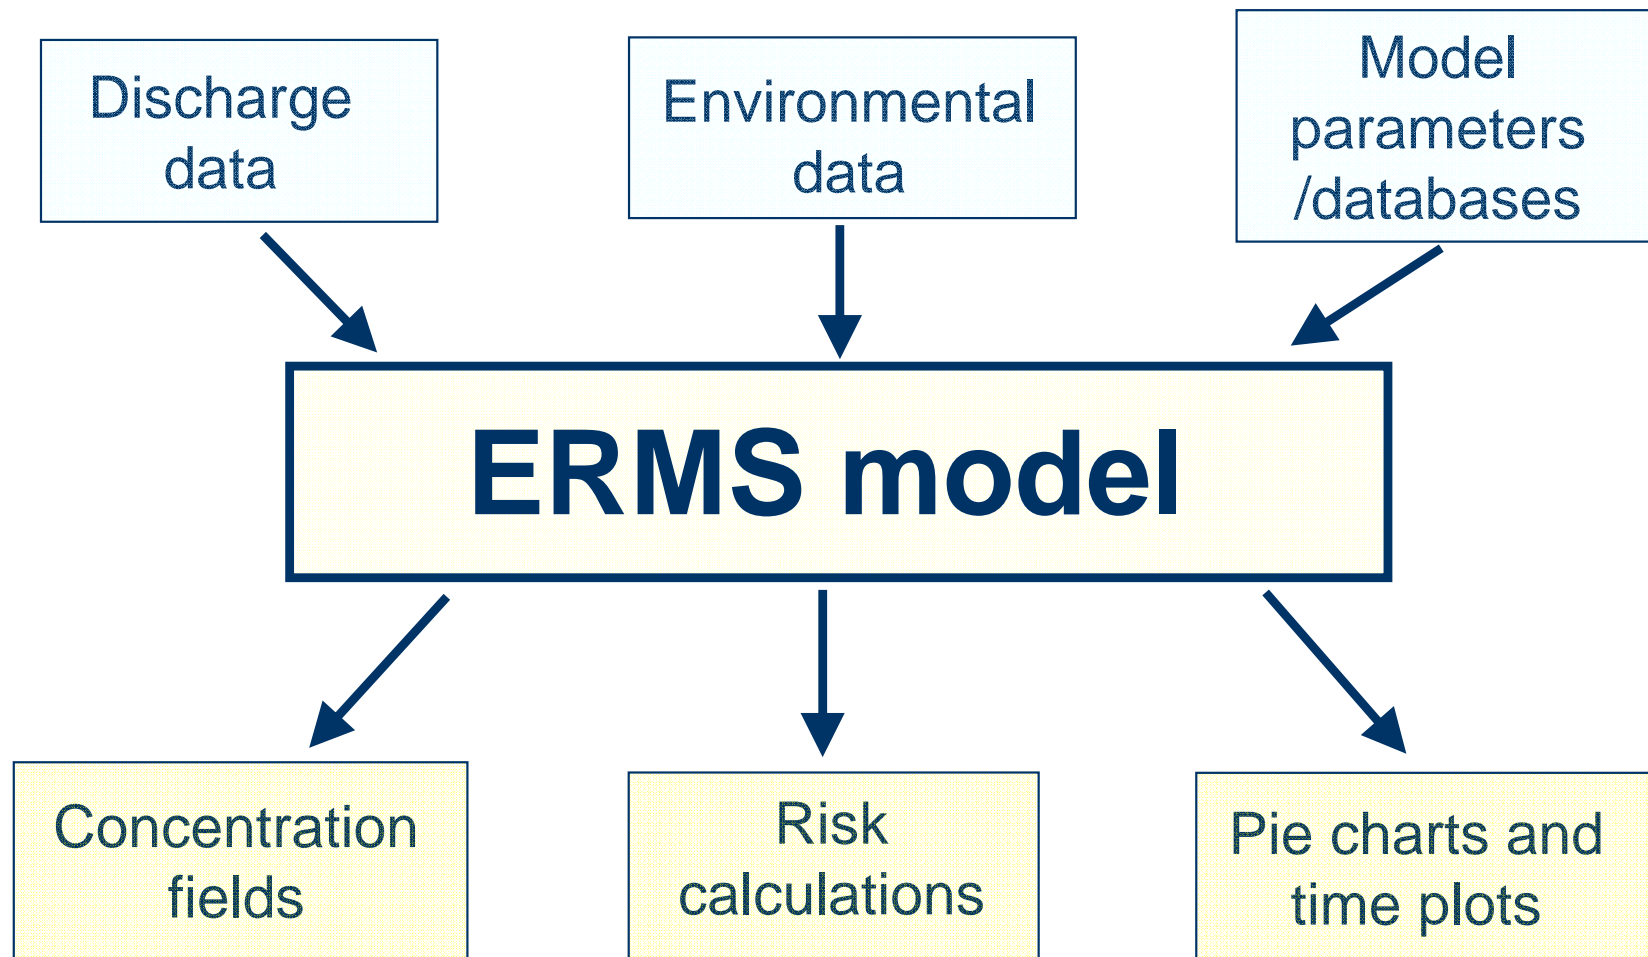 Discharge
data
Environmental
data
Model
parameters
/databases
ERMS model
Concentration
fields
Risk
calculations
Pie charts and
time plots